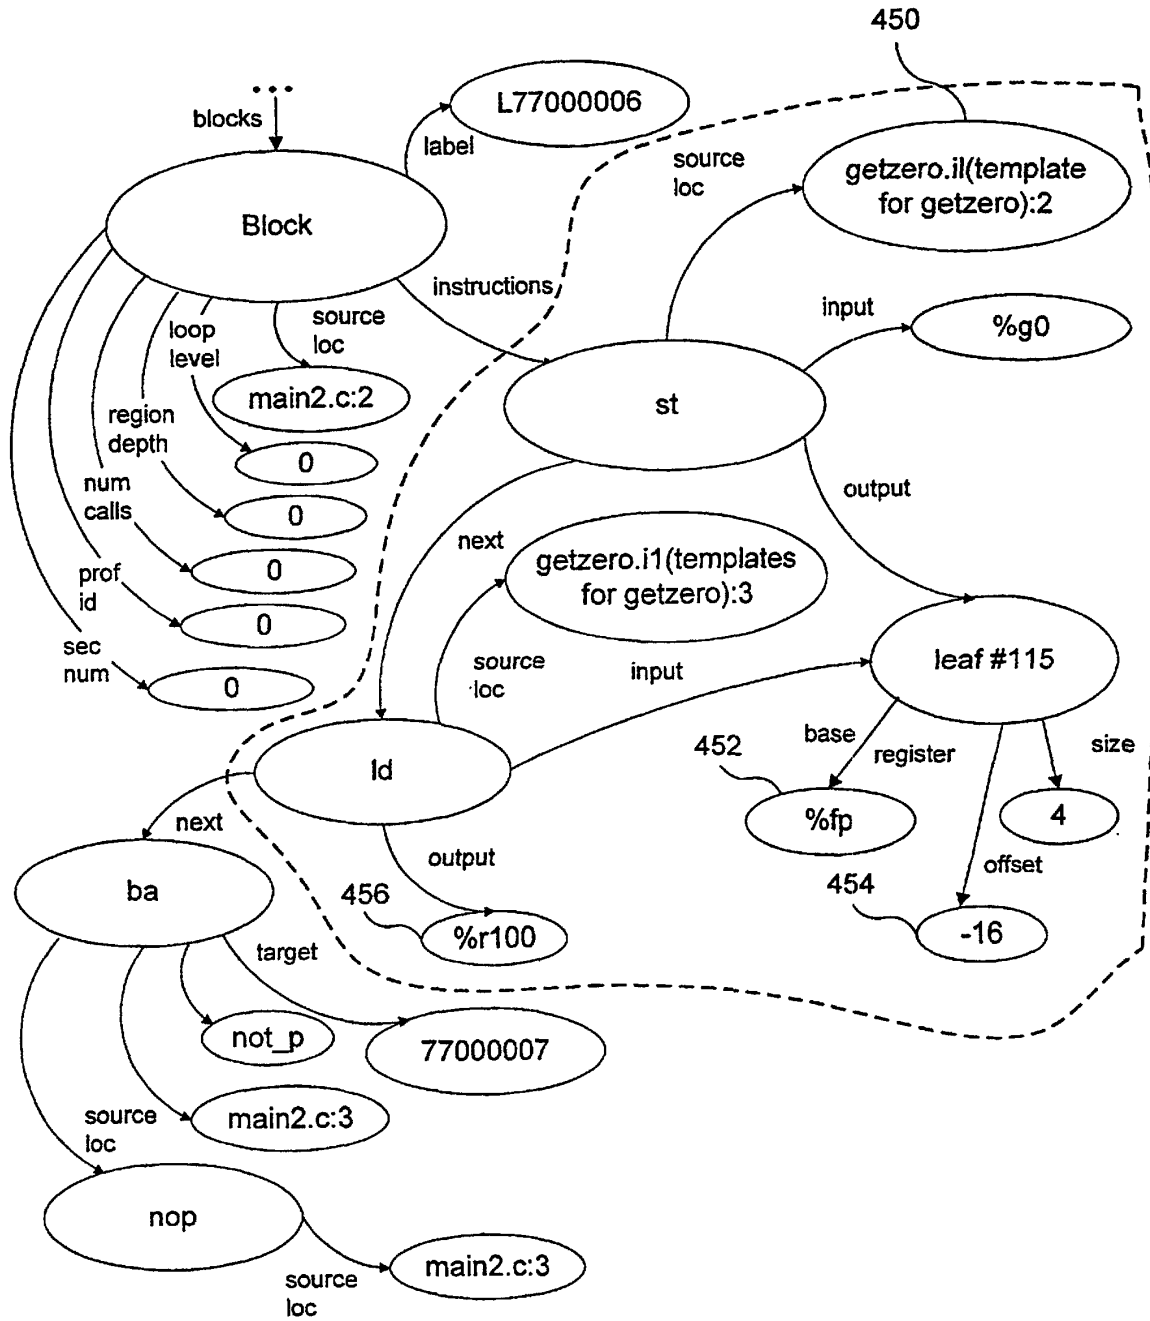 450
...
blocks
L77000006
label
source
loc
getzero.il(template
for getzero):2
Block
instructions
input
%g0
source
loc
loop
level
main2.c:2
st
region
depth
0
output
num
calls
0
next
getzero.i1(templates
for getzero):3
prof
id
0
0
sec
num
0
source
loc
input
leaf #115
base
register
size
452
ld
%fp
4
next
output
offset
ba
456
%r100
454
-16
target
not_p
77000007
source
loc
main2.c:3
nop
source
loc
main2.c:3